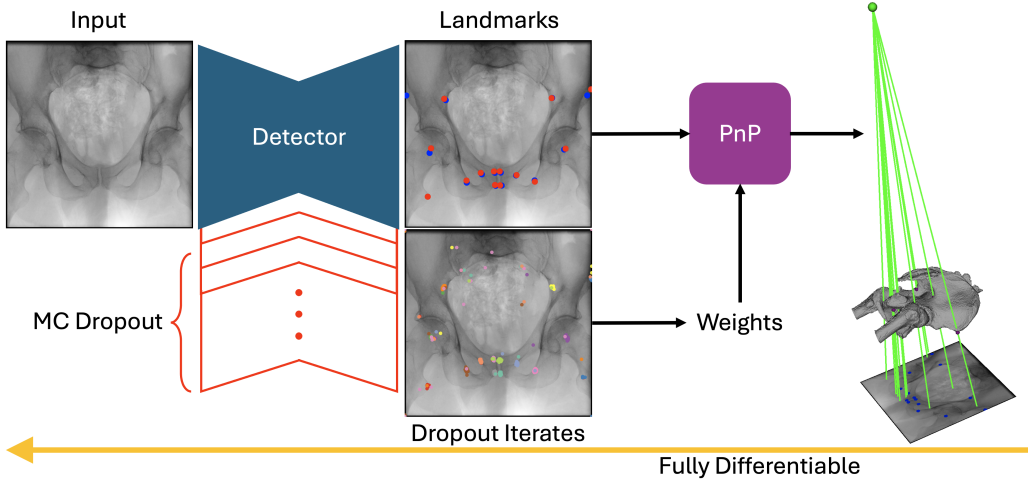 Input
Landmarks
Detector
PnP
MC Dropout
Weights
Dropout Iterates
Fully Differentiable